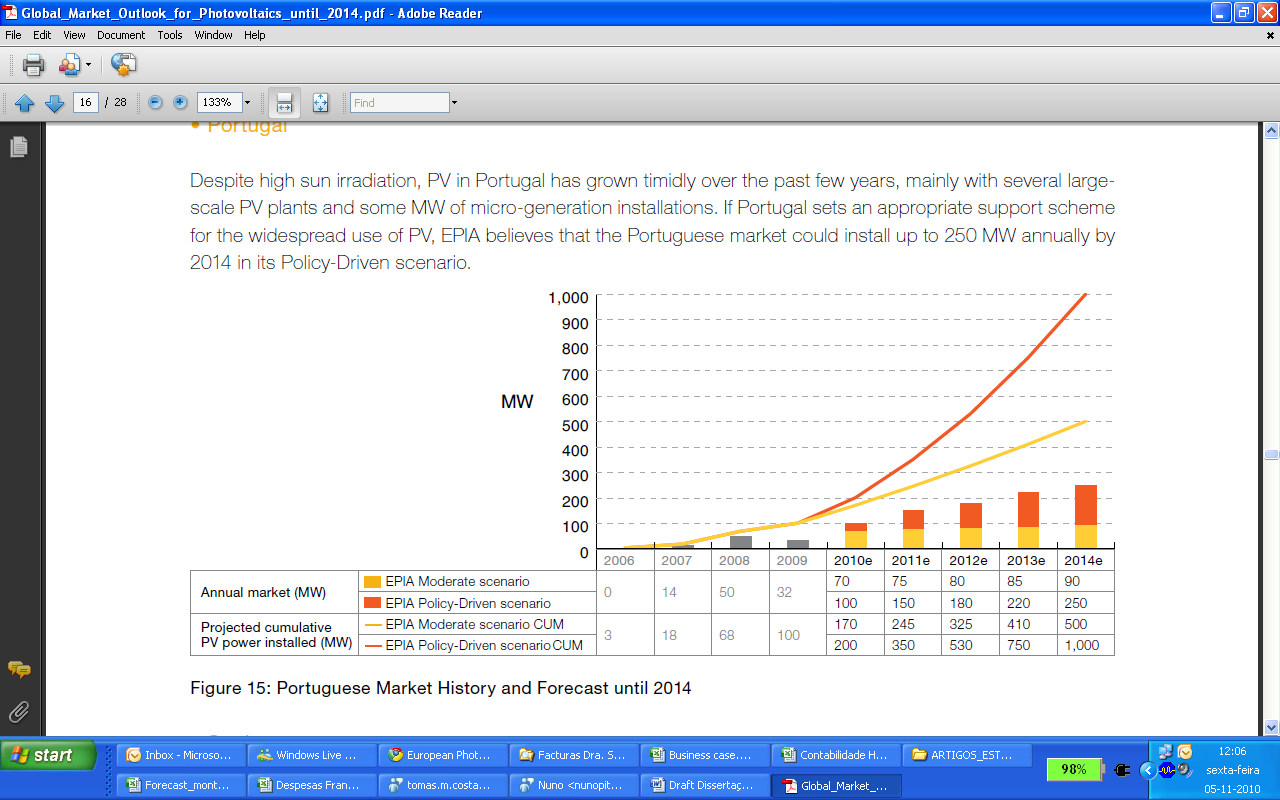 Global_Market_Outlook_for_Photovoltaics_until_2014.pdf - Adobe Reader
File Edit View Document Tools Window Help
16 / 28 133% Find
• Portugal
Despite high sun irradiation, PV in Portugal has grown timidly over the past few years, mainly with several large-
scale PV plants and some MW of micro-generation installations. If Portugal sets an appropriate support scheme
for the widespread use of PV, EPIA believes that the Portuguese market could install up to 250 MW annually by
2014 in its Policy-Driven scenario.
1,000
900
800
700
600
MW
500
400
300
200
100
0
2006 2007 2008 2009 2010e 2011e 2012e 2013e 2014e
Annual market (MW)
EPIA Moderate scenario 70 75 80 85 90
0 14 50 32
EPIA Policy-Driven scenario 100 150 180 220 250
Projected cumulative
PV power installed (MW)
EPIA Moderate scenario CUM 170 245 325 410 500
3 18 68 100
EPIA Policy-Driven scenario CUM 200 350 530 750 1,000
Figure 15: Portuguese Market History and Forecast until 2014
start
Inbox - Microso... Windows Live ... European Phot... Facturas Dra. S... Business case.... Contabilidade H... ARTIGOS_EST...
Forecast_mont... Despesas Fran... tomas.m.costa... Nuno <nunopit... Draft Dissertaç... Global_Market_...
98%
12:06
sexta-feira
05-11-2010